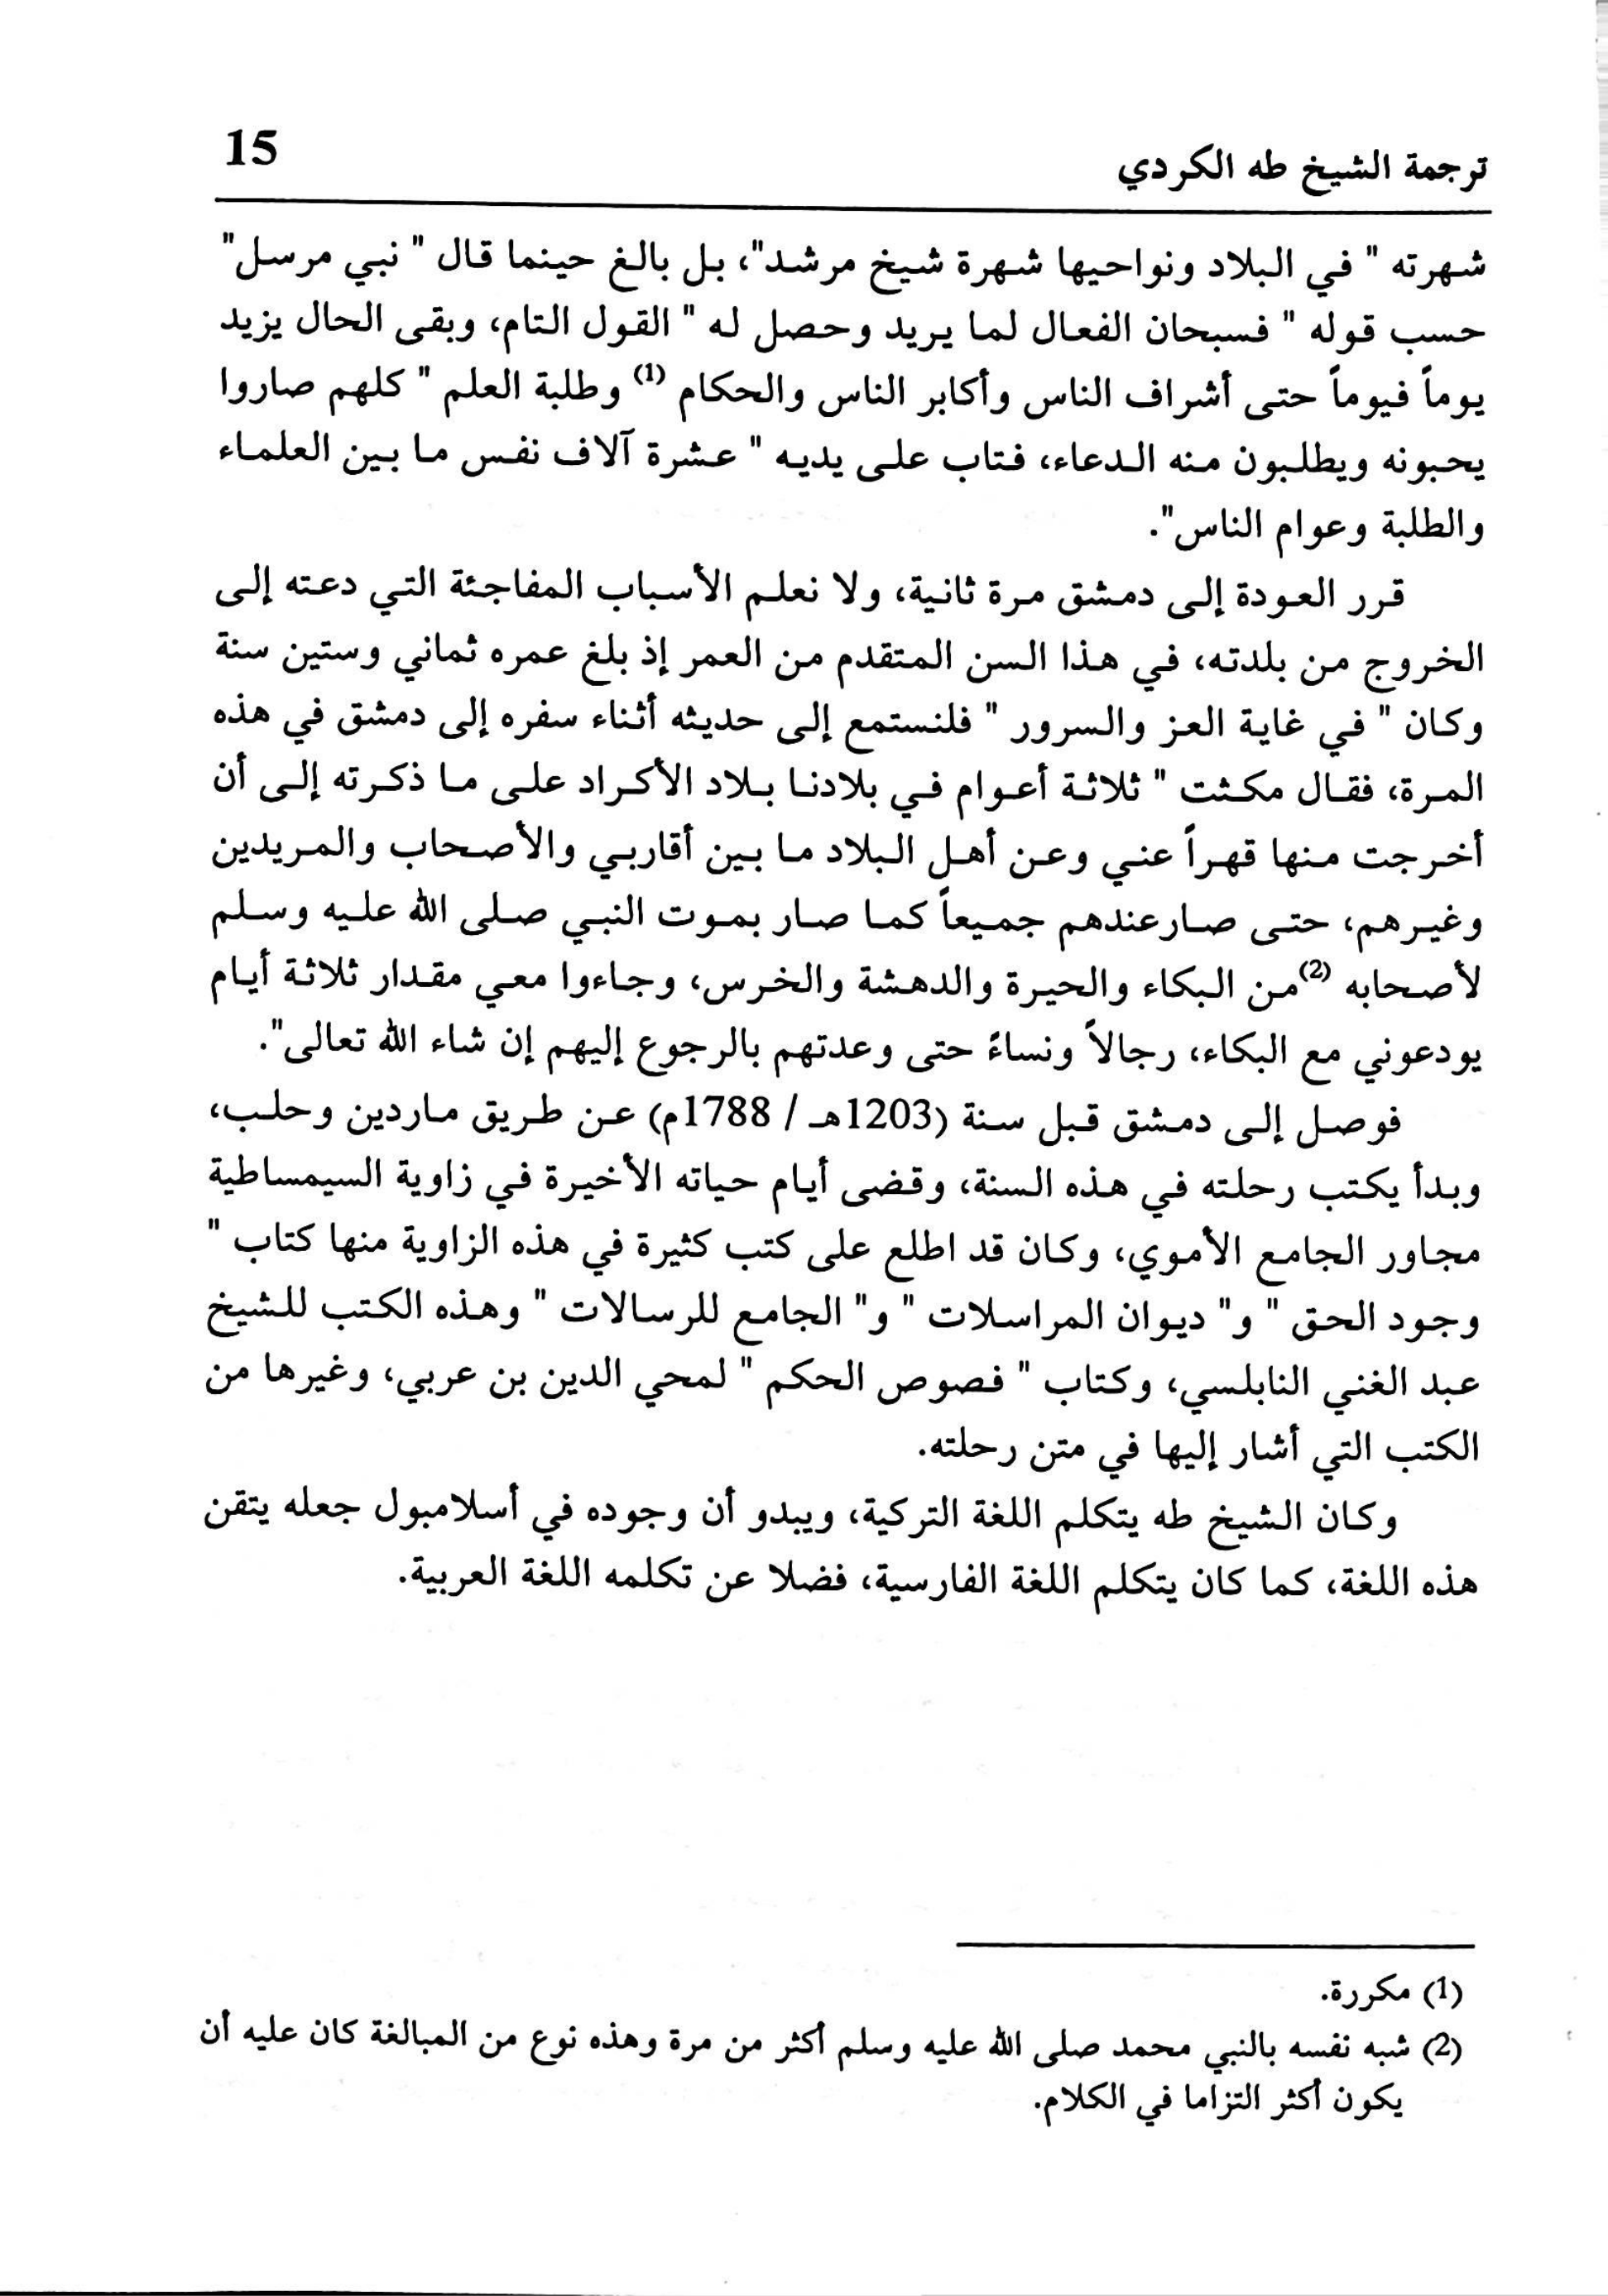 ترجمة الشيخ طه الكردي
15
شهرته " في البلاد ونواحيها شهرة شيخ مرشد"، بل بالغ حينما قال " نبي مرسل"
حسب قوله " فسبحان الفعال لما يريد وحصل له " القول التام، وبقى الحال يزيد
يوماً فيوماً حتى أشراف الناس وأكابر الناس والحكام (1) وطلبة العلم " كلهم صاروا
يحبونه ويطلبون منه الدعاء، فتاب على يديه " عشرة آلاف نفس ما بين العلماء
والطلبة وعوام الناس".
قرر العودة إلى دمشق مرة ثانية، ولا نعلم الأسباب المفاجئة التي دعته إلى
الخروج من بلدته، في هذا السن المتقدم من العمر إذ بلغ عمره ثماني وستين سنة
وكان " في غاية العز والسرور " فلنستمع إلى حديثه أثناء سفره إلى دمشق في هذه
المرة، فقال مكثت " ثلاثة أعوام في بلادنا بلاد الأكراد على ما ذكرته إلى أن
أخرجت منها قهراً عني وعن أهل البلاد ما بين أقاربي والأصحاب والمريدين
وغيرهم، حتى صارعندهم جميعاً كما صار بموت النبي صلى الله عليه وسلم
لأصحابه (2)من البكاء والحيرة والدهشة والخرس، وجاءوا معي مقدار ثلاثة أيام
يودعوني مع البكاء، رجالاً ونساءً حتى وعدتهم بالرجوع إليهم إن شاء الله تعالى".
فوصل إلى دمشق قبل سنة (1203هـ / 1788م) عن طريق ماردين وحلب،
وبدأ يكتب رحلته في هذه السنة، وقضى أيام حياته الأخيرة في زاوية السيمساطية
مجاور الجامع الأموي، وكان قد اطلع على كتب كثيرة في هذه الزاوية منها كتاب "
وجود الحق " و" ديوان المراسلات " و" الجامع للرسالات " وهذه الكتب للشيخ
عبد الغني النابلسي، وكتاب " فصوص الحكم " لمحي الدين بن عربي، وغيرها من
الكتب التي أشار إليها في متن رحلته.
وكان الشيخ طه يتكلم اللغة التركية، ويبدو أن وجوده في أسلامبول جعله يتقن
هذه اللغة، كما كان يتكلم اللغة الفارسية، فضلا عن تكلمه اللغة العربية.
(1) مكررة.
(2) شبه نفسه بالنبي محمد صلى الله عليه وسلم أكثر من مرة وهذه نوع من المبالغة كان عليه أن
يكون أكثر التزاما في الكلام.